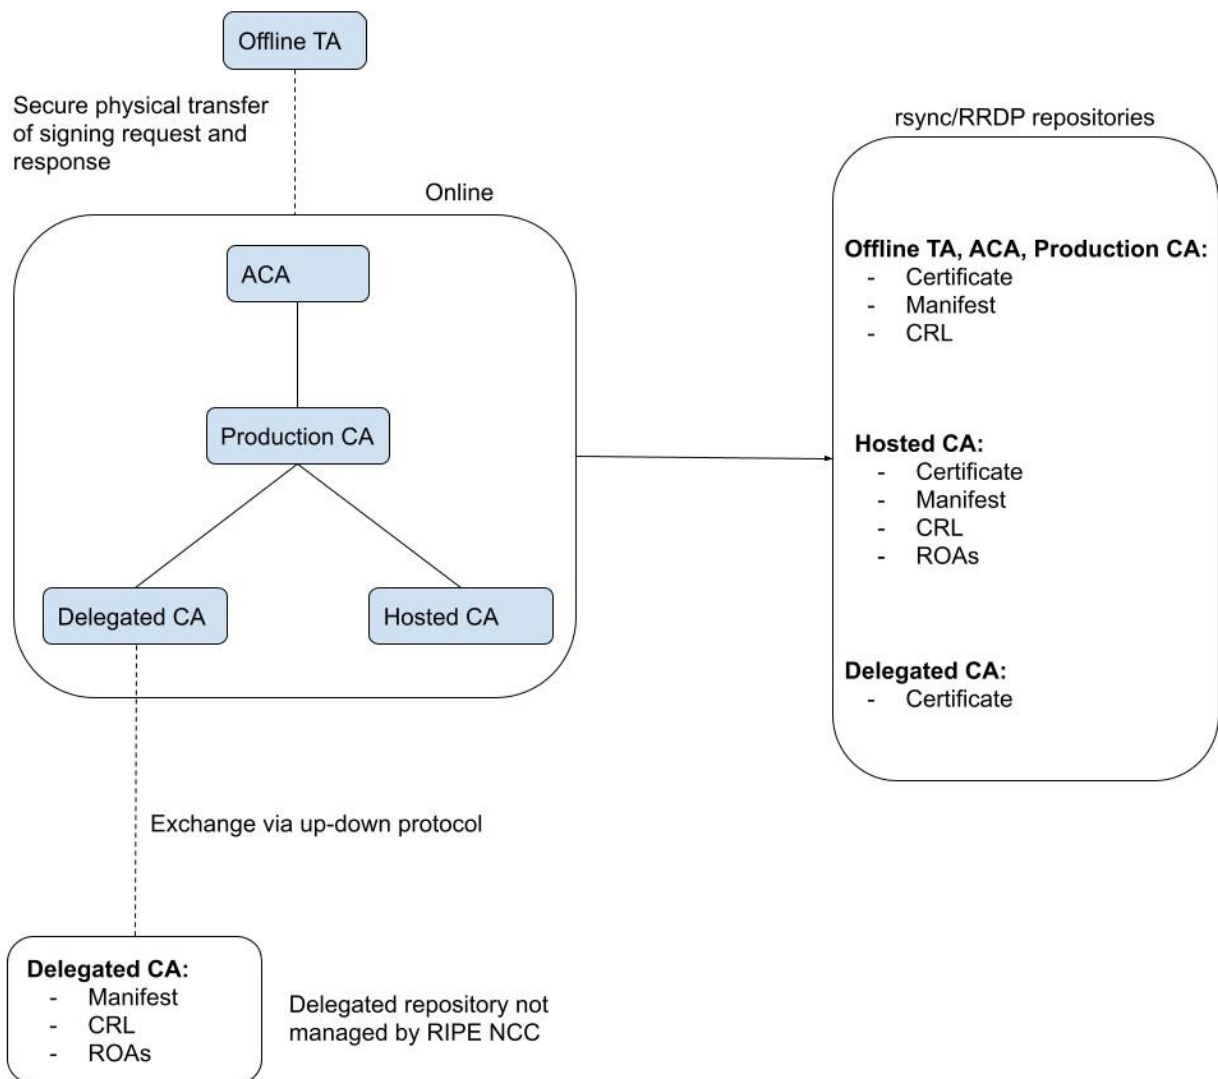 Offline TA
Secure physical transfer
of signing request and
response
Online
ACA
Production CA
Delegated CA
Hosted CA
Exchange via up-down protocol
Delegated CA:
- Manifest
- CRL
- ROAs
Delegated repository not
managed by RIPE NCC
rsync/RRDP repositories
Offline TA, ACA, Production CA:
- Certificate
- Manifest
- CRL
Hosted CA:
- Certificate
- Manifest
- CRL
- ROAs
Delegated CA:
- Certificate